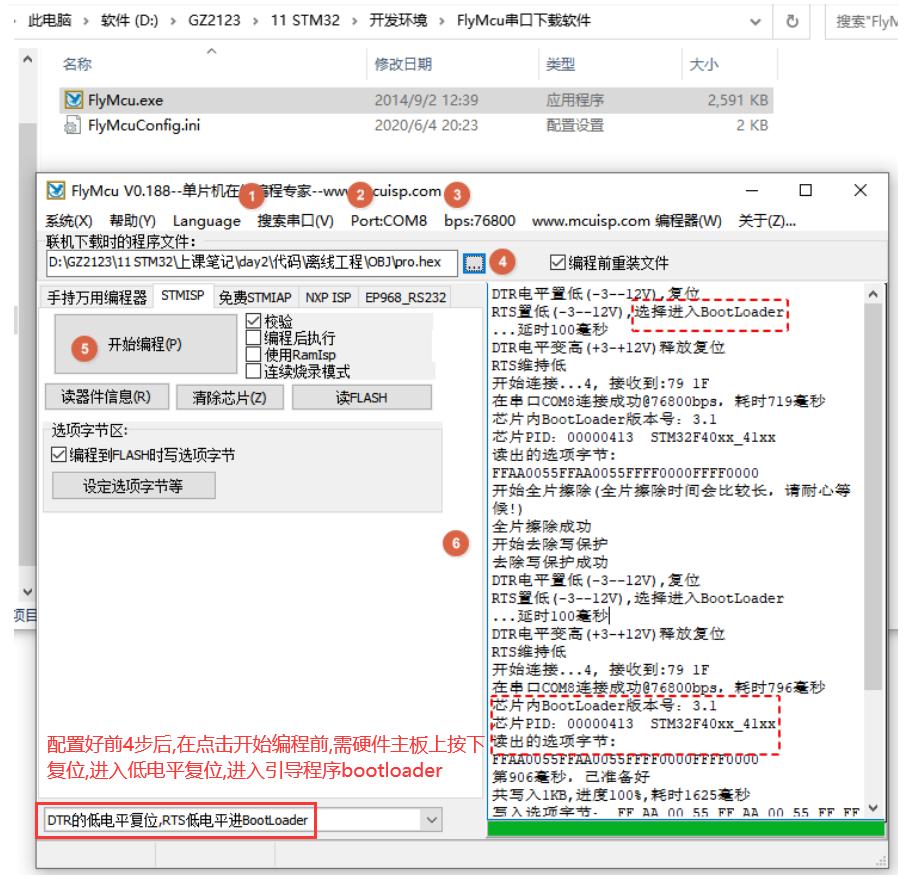 此电脑 > 软件 (D:) > GZ2123 > 11 STM32 > 开发环境 > FlyMcu串口下载软件
搜索"FlyM
名称 修改日期 类型 大小
FlyMcu.exe 2014/9/2 12:39 应用程序 2,591 KB
FlyMcuConfig.ini 2020/6/4 20:23 配置设置 2 KB
FlyMcu V0.188--单片机在 编程专家--www. cuisp.com
1 2 3
系统(X) 帮助(Y) Language 搜索串口(V) Port:COM8 bps:76800 www.mcuisp.com 编程器(W) 关于(Z)...
联机下载时的程序文件:
D:\GZ2123\11 STM32\上课笔记\day2\代码\离线工程\OBJ\pro.hex ... 4 编程前重装文件
手持万用编程器 STMISP 免费STMIAP NXP ISP EP968_RS232
5 开始编程(P)
校验
编程后执行
使用RamIsp
连续烧录模式
读器件信息(R) 清除芯片(Z) 读FLASH
选项字节区:
编程到FLASH时写选项字节
设定选项字节等
6
配置好前4步后,在点击开始编程前,需硬件主板上按下
复位,进入低电平复位,进入引导程序bootloader
DTR的低电平复位,RTS低电平进BootLoader
DTR电平置低(-3--12V),复位
RTS置低(-3--12V),选择进入BootLoader
...延时100毫秒
DTR电平变高(+3-+12V)释放复位
RTS维持低
开始连接...4, 接收到:79 1F
在串口COM8连接成功@76800bps, 耗时719毫秒
芯片内BootLoader版本号: 3.1
芯片PID: 00000413 STM32F40xx_41xx
读出的选项字节:
FFAA0055FFAA0055FFFF0000FFFF0000
开始全片擦除(全片擦除时间会比较长，请耐心等
候!)
全片擦除成功
开始去除写保护
去除写保护成功
DTR电平置低(-3--12V),复位
RTS置低(-3--12V),选择进入BootLoader
...延时100毫秒
DTR电平变高(+3-+12V)释放复位
RTS维持低
开始连接...4, 接收到:79 1F
在串口COM8连接成功@76800bps, 耗时796毫秒
芯片内BootLoader版本号: 3.1
芯片PID: 00000413 STM32F40xx_41xx
读出的选项字节:
FFAA0055FFAA0055FFFF0000FFFF0000
第906毫秒, 已准备好
共写入1KB,进度100%,耗时1625毫秒
写入选项字节: FF AA 00 55 FF AA 00 55 FF FF
项目